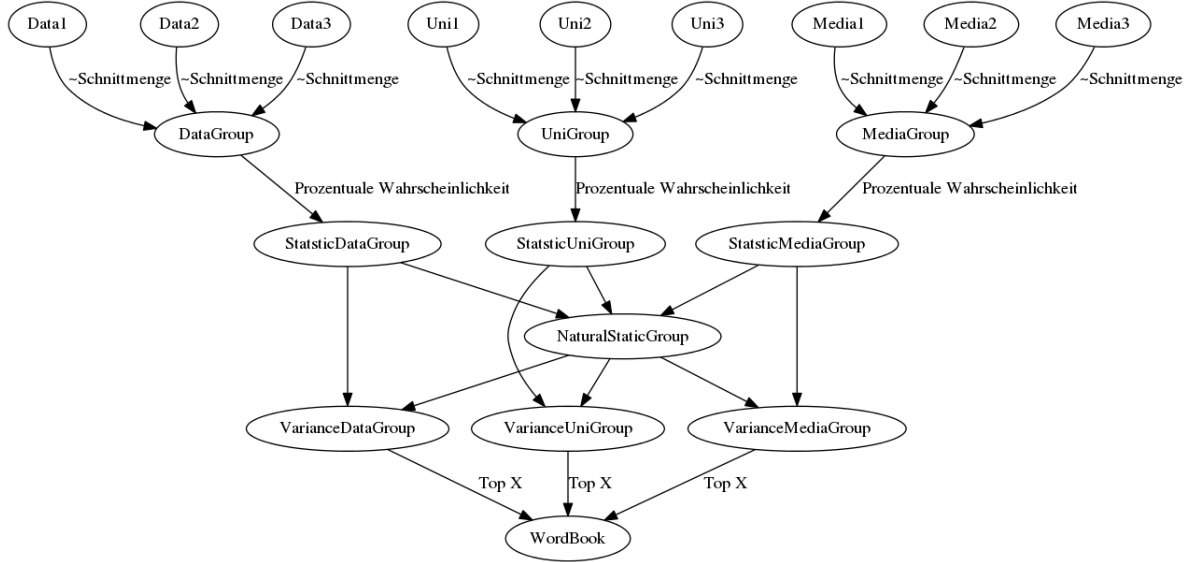 Data1
Data2
Data3
Uni1
Uni2
Uni3
Media1
Media2
Media3
~Schnittmenge
~Schnittmenge
~Schnittmenge
~Schnittmenge
~Schnittmenge
~Schnittmenge
~Schnittmenge
~Schnittmenge
~Schnittmenge
DataGroup
UniGroup
MediaGroup
Prozentuale Wahrscheinlichkeit
Prozentuale Wahrscheinlichkeit
Prozentuale Wahrscheinlichkeit
StatsticDataGroup
StatsticUniGroup
StatsticMediaGroup
NaturalStaticGroup
VarianceDataGroup
VarianceUniGroup
VarianceMediaGroup
Top X
Top X
Top X
WordBook